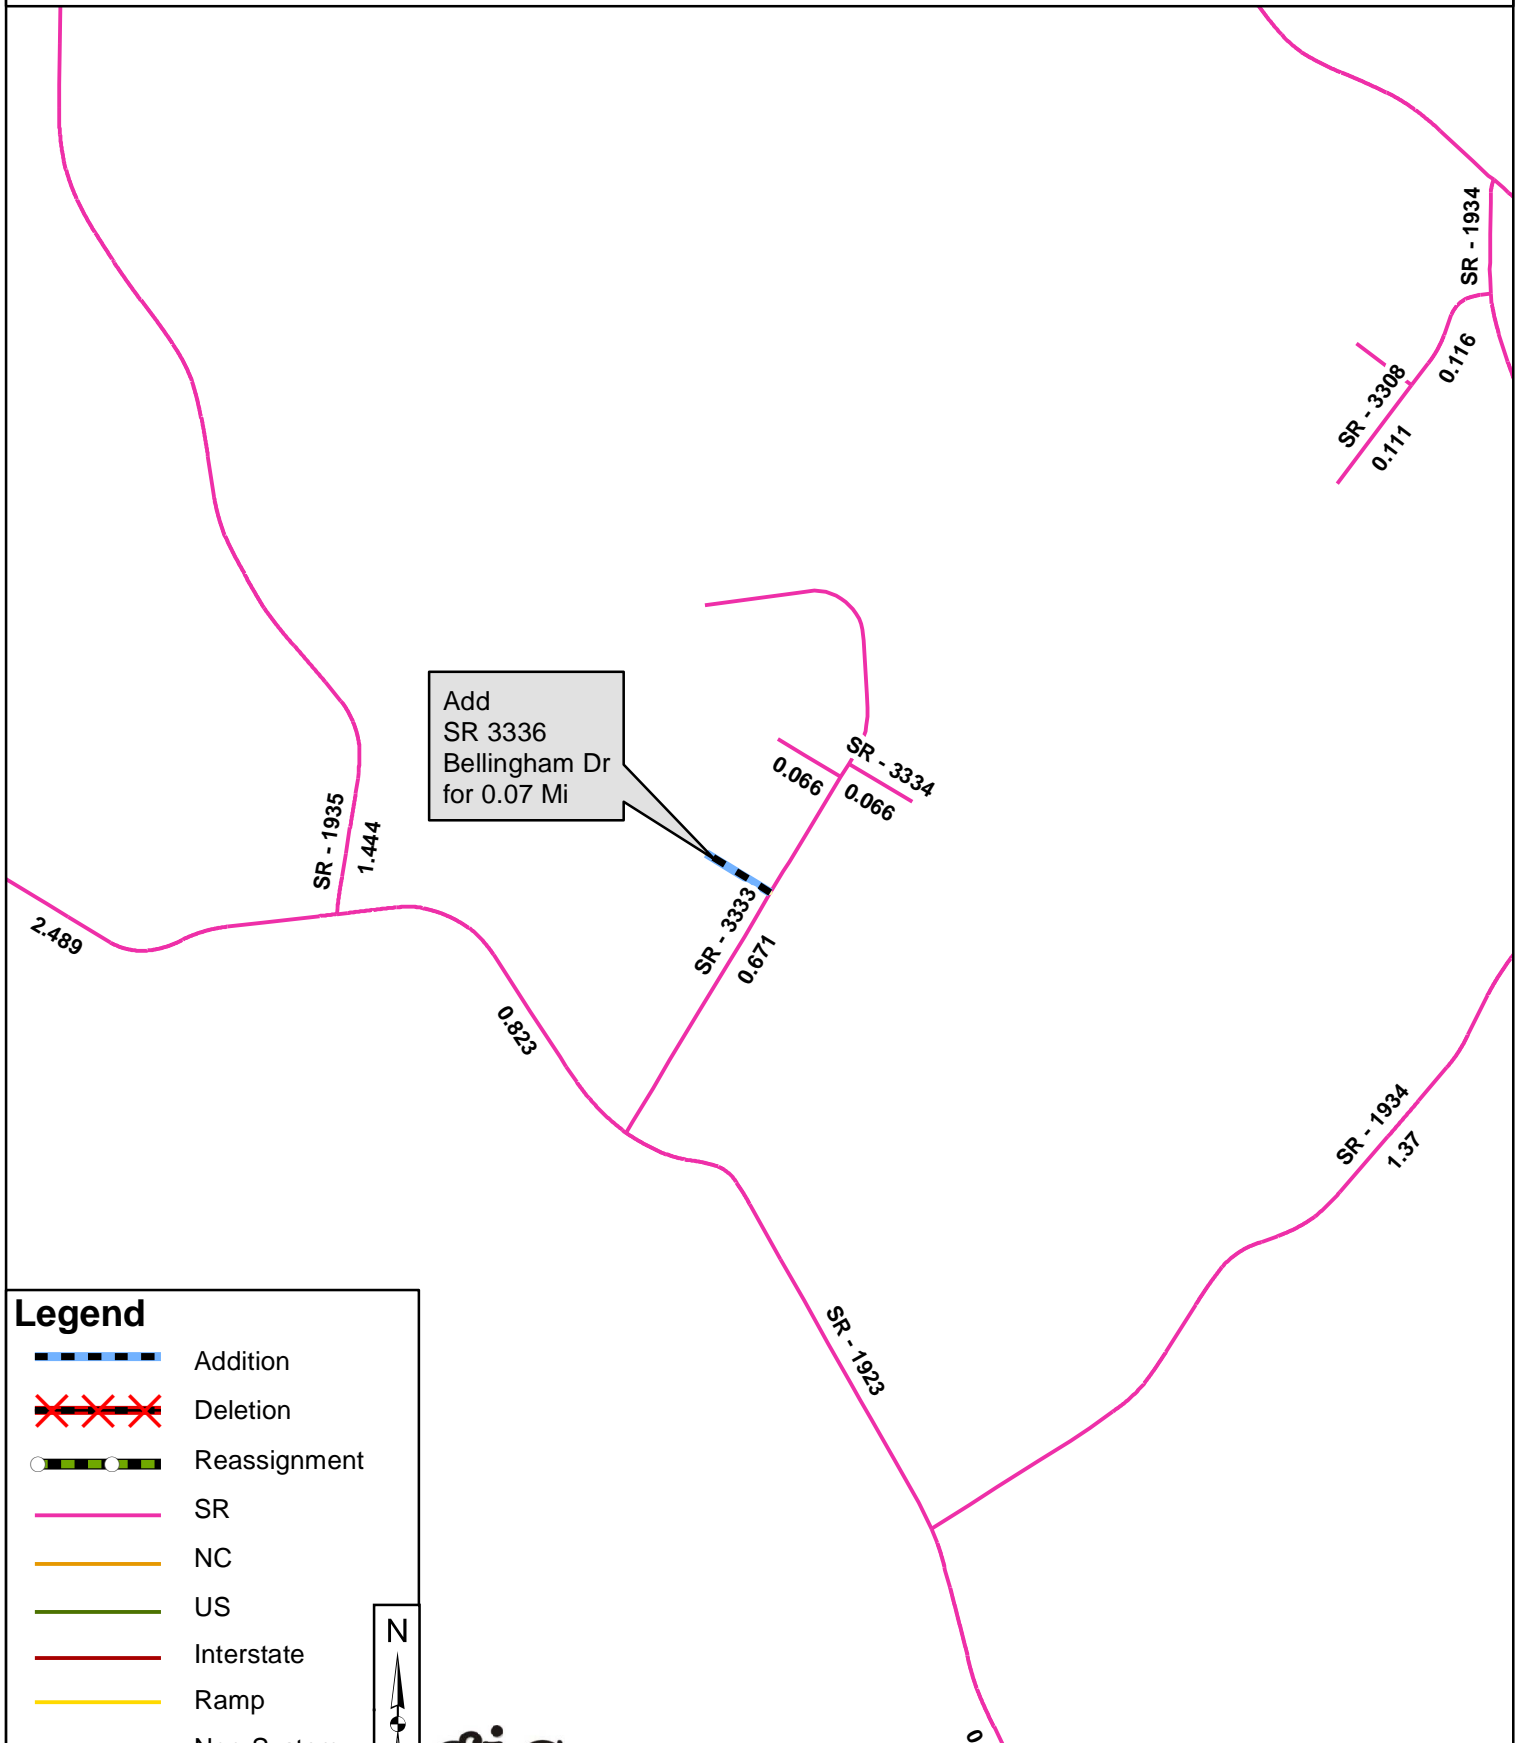 SR - 1934
0.116
SR - 3308
0.111
Add
SR 3336
Bellingham Dr
for 0.07 Mi
SR - 3334
0.066
0.066
SR - 1935
1.444
SR - 3333
0.671
2.489
0.823
SR - 1934
1.37
SR - 1923
Legend
Addition
Deletion
Reassignment
SR
NC
US
Interstate
Ramp
N
0